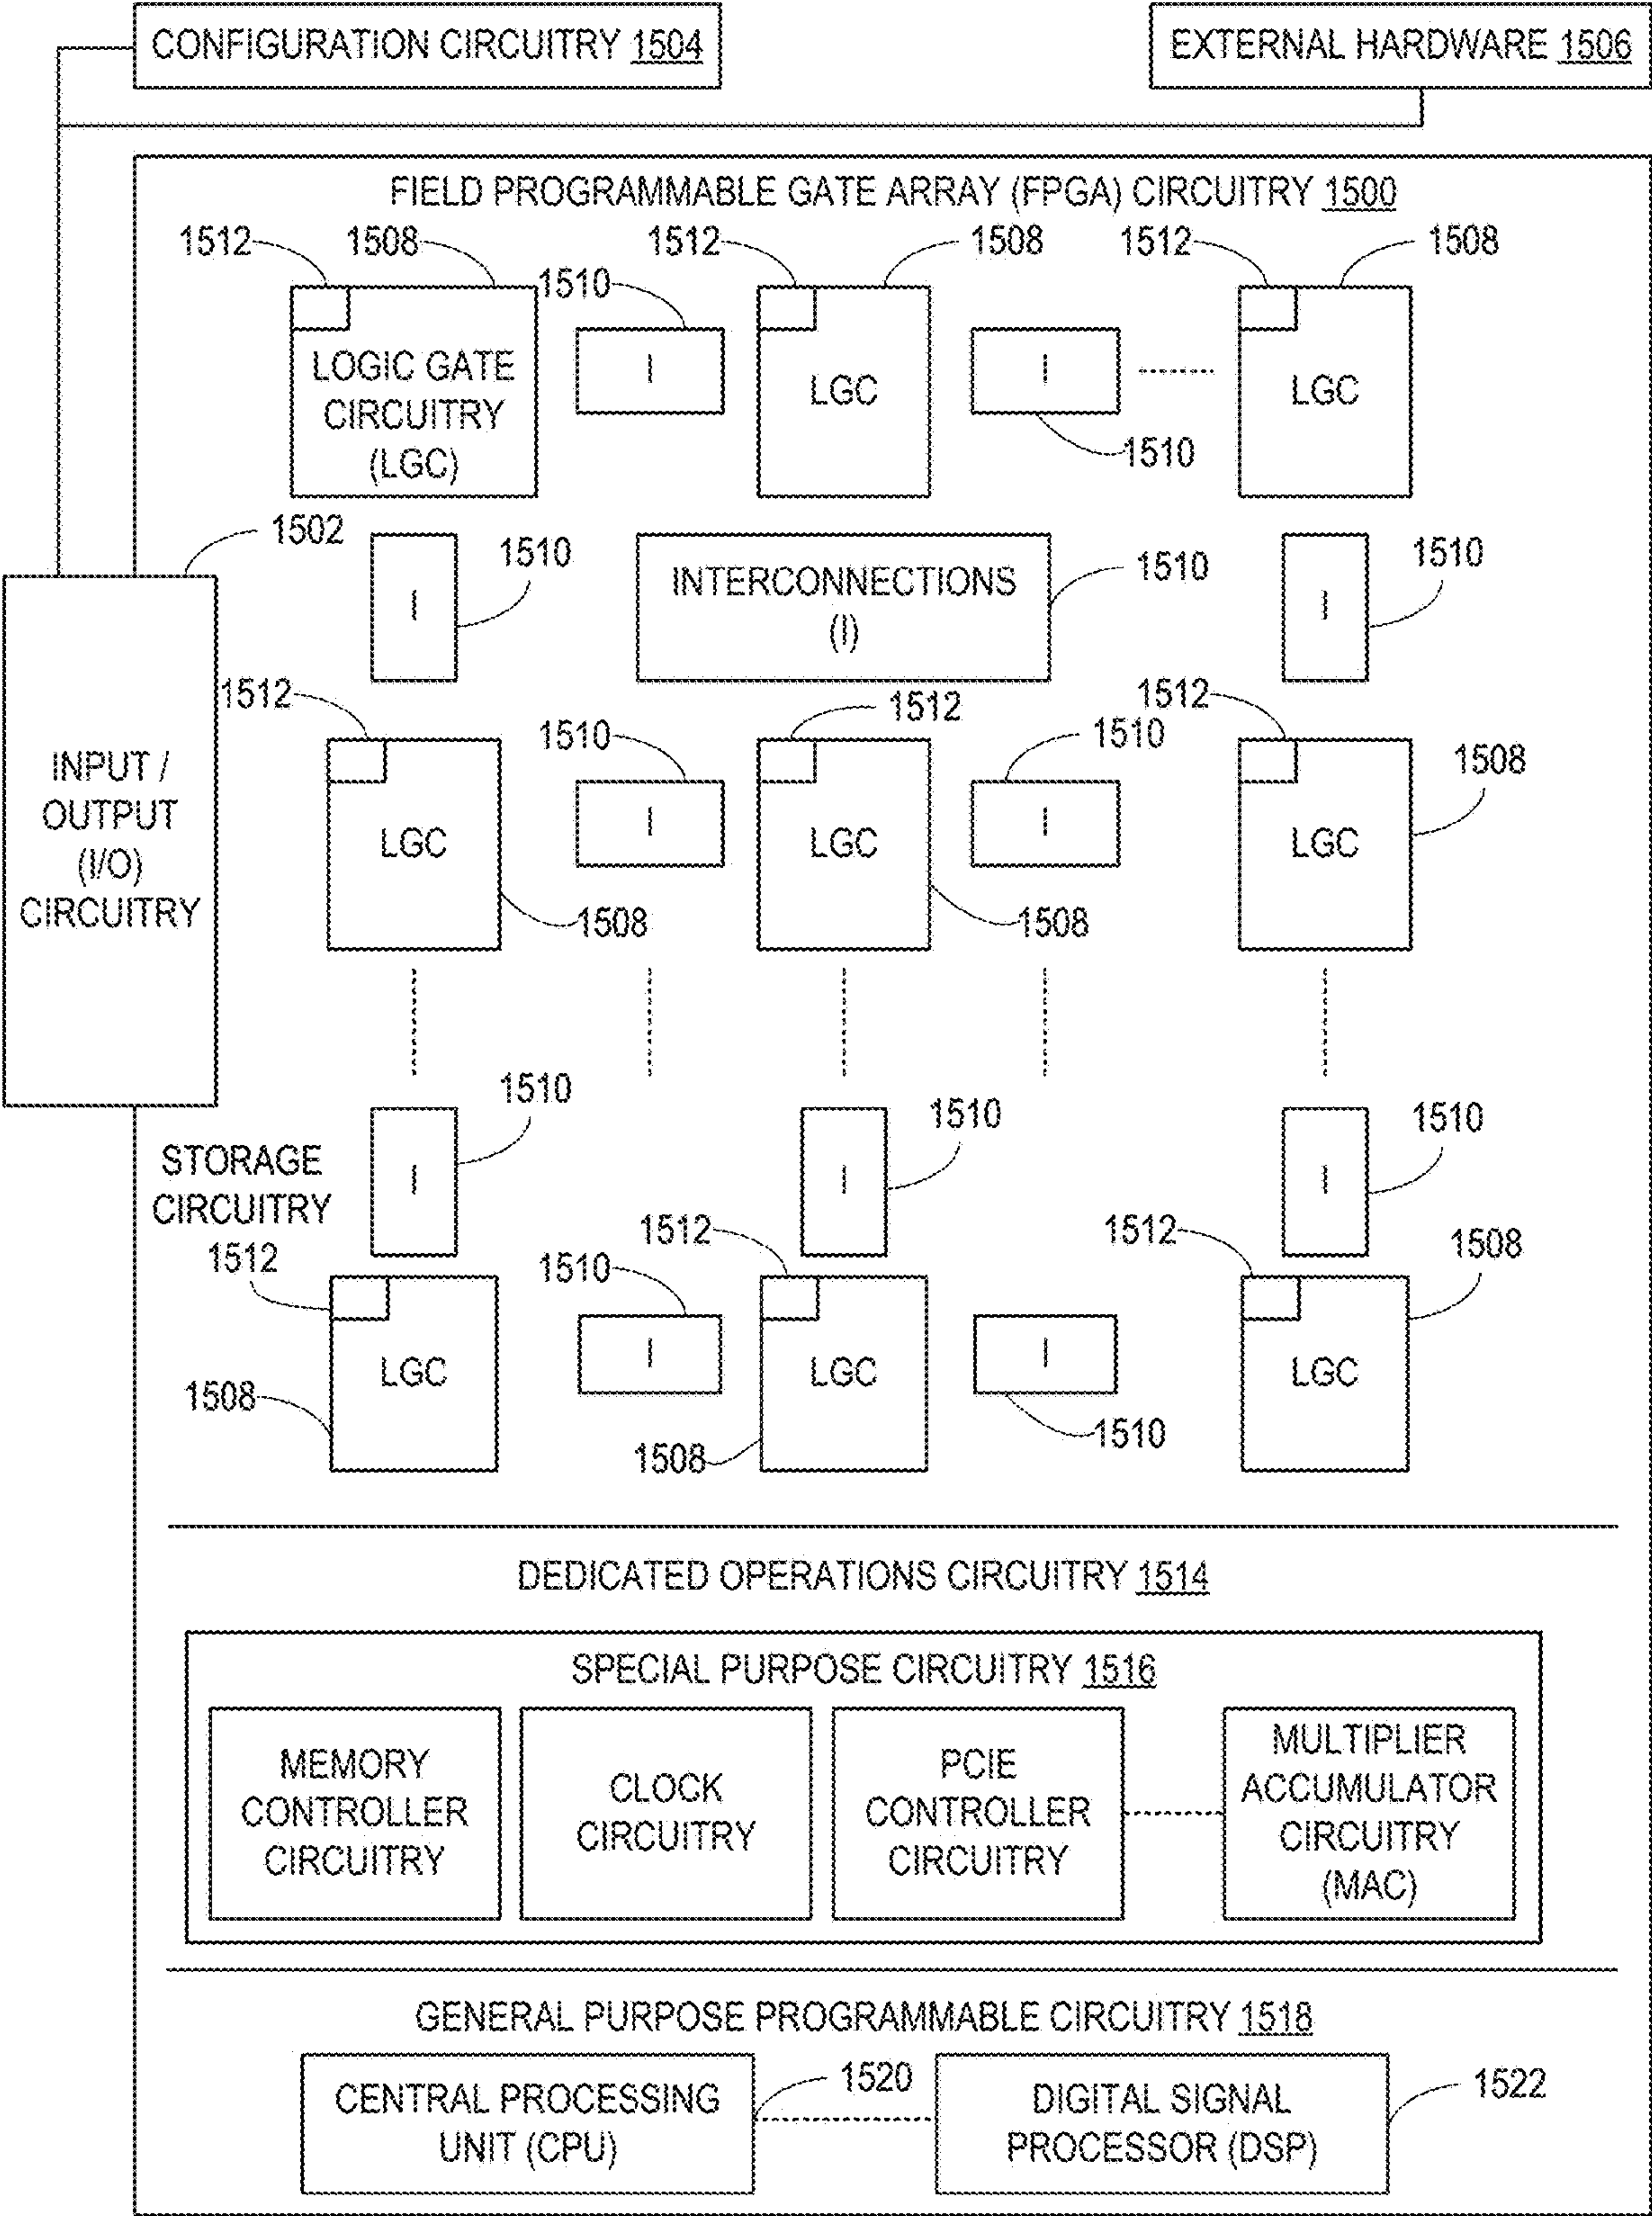 CONFIGURATION CIRCUITRY 1504
EXTERNAL HARDWARE 1506
FIELD PROGRAMMABLE GATE ARRAY (FPGA) CIRCUITRY 1500
1512 1508 1512 1508 1512 1508
1510
LOGIC GATE
CIRCUITRY
(LGC)
I
LGC
I
LGC
1510
1502
1510
1510
1510
I
INTERCONNECTIONS
(I)
I
1512
1512
1512
1510
1510
1508
INPUT /
OUTPUT
(I/O)
CIRCUITRY
LGC
I
LGC
I
LGC
1508
1508
1510
1510
1510
STORAGE
CIRCUITRY
I
I
I
1512
1512
1512
1508
1510
LGC
I
LGC
I
LGC
1508
1508
1510
DEDICATED OPERATIONS CIRCUITRY 1514
SPECIAL PURPOSE CIRCUITRY 1516
MEMORY
CONTROLLER
CIRCUITRY
CLOCK
CIRCUITRY
PCIE
CONTROLLER
CIRCUITRY
MULTIPLIER
ACCUMULATOR
CIRCUITRY
(MAC)
GENERAL PURPOSE PROGRAMMABLE CIRCUITRY 1518
CENTRAL PROCESSING
UNIT (CPU)
1520
DIGITAL SIGNAL
PROCESSOR (DSP)
1522